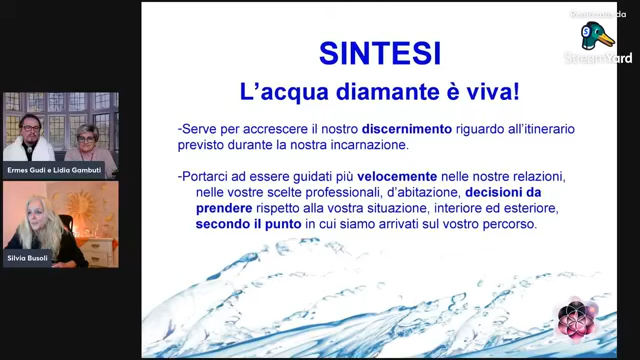 SINTESI
L'acqua diamante è viva!
-Serve per accrescere il nostro discernimento riguardo all'itinerario
previsto durante la nostra incarnazione.
-Portarci ad essere guidati più velocemente nelle nostre relazioni,
nelle vostre scelte professionali, d'abitazione, decisioni da
prendere rispetto alla vostra situazione, interiore ed esteriore,
secondo il punto in cui siamo arrivati sul vostro percorso.
Ermes Gudi e Lidia Gambuti
Silvia Busoli
StreamYard